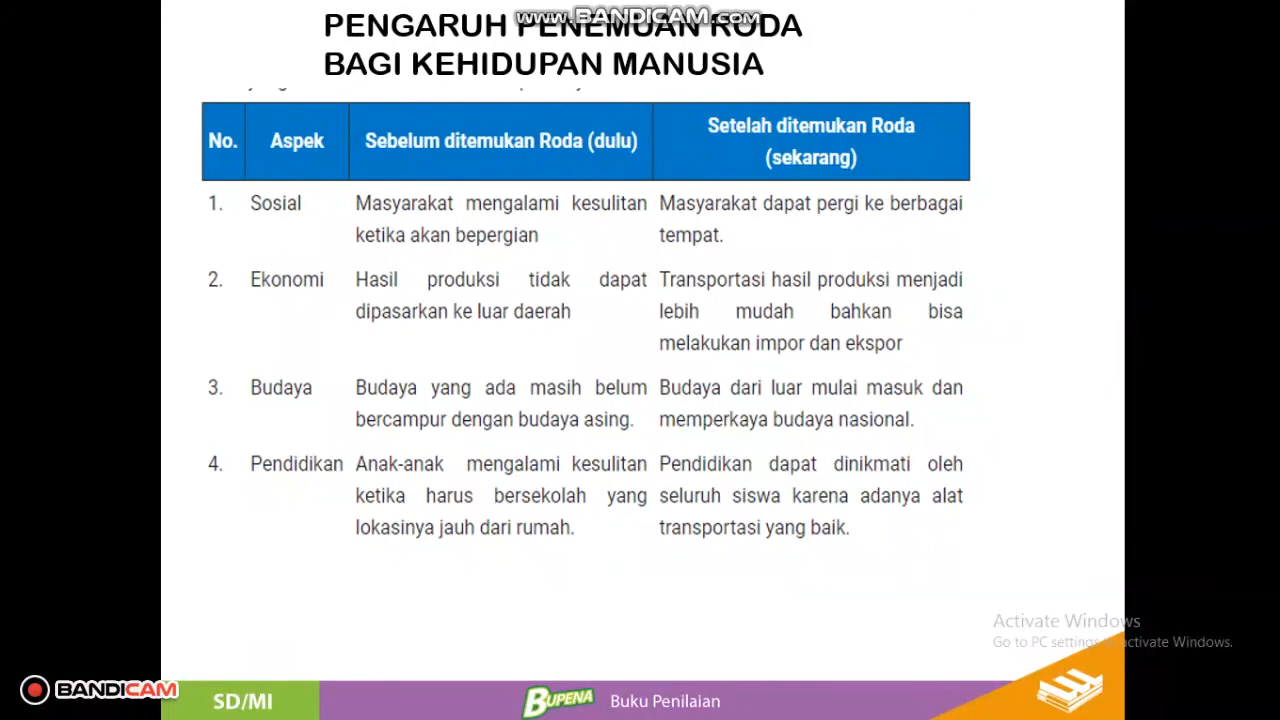 www.BANDICAM.com
PENGARUH PENEMUAN RODA
BAGI KEHIDUPAN MANUSIA
No. Aspek Sebelum ditemukan Roda (dulu) Setelah ditemukan Roda
(sekarang)
1. Sosial Masyarakat mengalami kesulitan Masyarakat dapat pergi ke berbagai
ketika akan bepergian tempat.
2. Ekonomi Hasil produksi tidak dapat Transportasi hasil produksi menjadi
dipasarkan ke luar daerah lebih mudah bahkan bisa
melakukan impor dan ekspor
3. Budaya Budaya yang ada masih belum Budaya dari luar mulai masuk dan
bercampur dengan budaya asing. memperkaya budaya nasional.
4. Pendidikan Anak-anak mengalami kesulitan Pendidikan dapat dinikmati oleh
ketika harus bersekolah yang seluruh siswa karena adanya alat
lokasinya jauh dari rumah. transportasi yang baik.
Activate Windows
Go to PC settings to activate Windows.
BANDICAM
SD/MI BUPENA Buku Penilaian